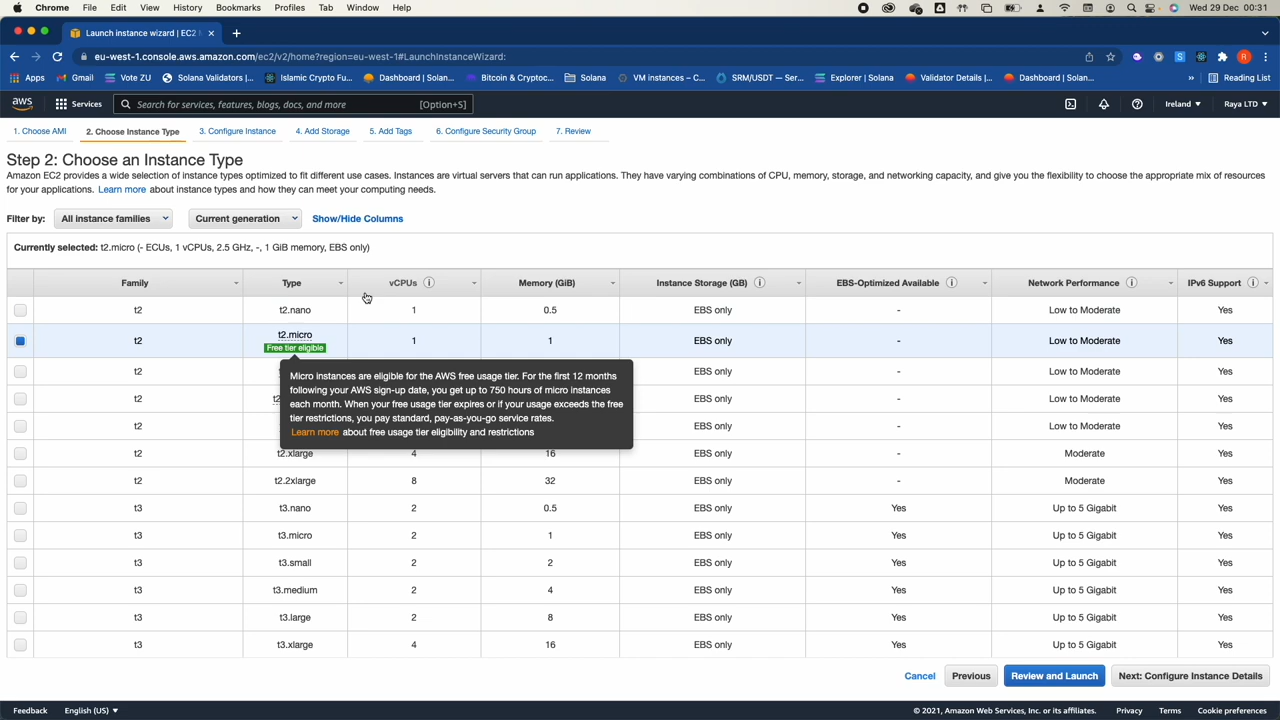 Chrome File Edit View History Bookmarks Profiles Tab Window Help Wed 29 Dec 00:31
Launch instance wizard | EC2
eu-west-1.console.aws.amazon.com/ec2/v2/home?region=eu-west-1#LaunchInstanceWizard:
Apps Gmail Vote ZU Solana Validators |... Islamic Crypto Fu... Dashboard | Solan... Bitcoin & Cryptoc... Solana VM instances – C... SRM/USDT — Ser... Explorer | Solana Validator Details |... Dashboard | Solan... » Reading List
aws Services Search for services, features, blogs, docs, and more [Option+S] Ireland Raya LTD
1. Choose AMI 2. Choose Instance Type 3. Configure Instance 4. Add Storage 5. Add Tags 6. Configure Security Group 7. Review
Step 2: Choose an Instance Type
Amazon EC2 provides a wide selection of instance types optimized to fit different use cases. Instances are virtual servers that can run applications. They have varying combinations of CPU, memory, storage, and networking capacity, and give you the flexibility to choose the appropriate mix of resources
for your applications. Learn more about instance types and how they can meet your computing needs.
Filter by: All instance families Current generation Show/Hide Columns
Currently selected: t2.micro (- ECUs, 1 vCPUs, 2.5 GHz, -, 1 GiB memory, EBS only)
Family Type vCPUs Memory (GiB) Instance Storage (GB) EBS-Optimized Available Network Performance IPv6 Support
t2 t2.nano 1 0.5 EBS only - Low to Moderate Yes
t2 t2.micro 1 1 EBS only - Low to Moderate Yes
Free tier eligible
t2 EBS only - Low to Moderate Yes
t2 EBS only - Low to Moderate Yes
t2 EBS only - Low to Moderate Yes
Micro instances are eligible for the AWS free usage tier. For the first 12 months
following your AWS sign-up date, you get up to 750 hours of micro instances
each month. When your free usage tier expires or if your usage exceeds the free
tier restrictions, you pay standard, pay-as-you-go service rates.
Learn more about free usage tier eligibility and restrictions
t2 t2.xlarge 4 16 EBS only - Moderate Yes
t2 t2.2xlarge 8 32 EBS only - Moderate Yes
t3 t3.nano 2 0.5 EBS only Yes Up to 5 Gigabit Yes
t3 t3.micro 2 1 EBS only Yes Up to 5 Gigabit Yes
t3 t3.small 2 2 EBS only Yes Up to 5 Gigabit Yes
t3 t3.medium 2 4 EBS only Yes Up to 5 Gigabit Yes
t3 t3.large 2 8 EBS only Yes Up to 5 Gigabit Yes
t3 t3.xlarge 4 16 EBS only Yes Up to 5 Gigabit Yes
Cancel Previous Review and Launch Next: Configure Instance Details
Feedback English (US) © 2021, Amazon Web Services, Inc. or its affiliates. Privacy Terms Cookie preferences